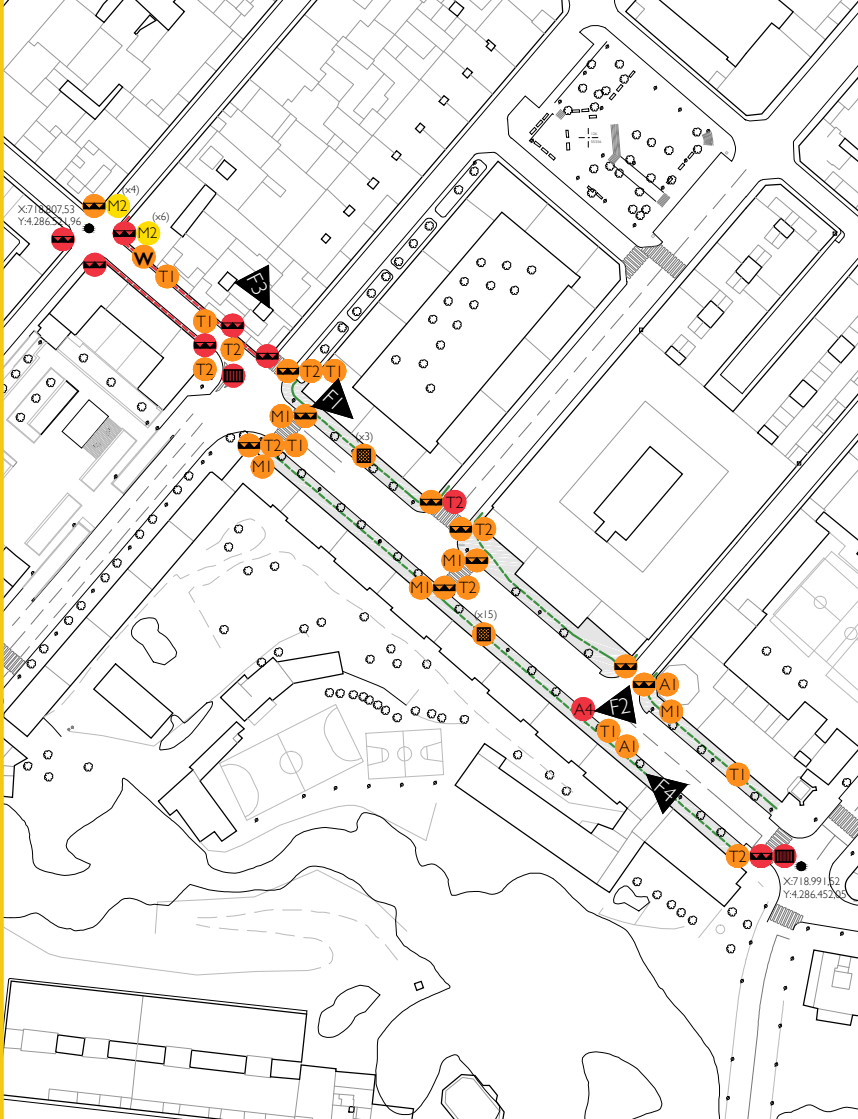 (x4)
M2
X:718.807,53
Y:4.286.521,96
(x6)
M2
W
T1
F3
T1
T2
T2
T2 T1
F1
M1
(x3)
T2 T1
M1
T2
T2
M1
M1 T2
(x15)
A1
A4 F2
M1
T1
A1
T1
F4
T2
X:718.991,52
Y:4.286.452,05